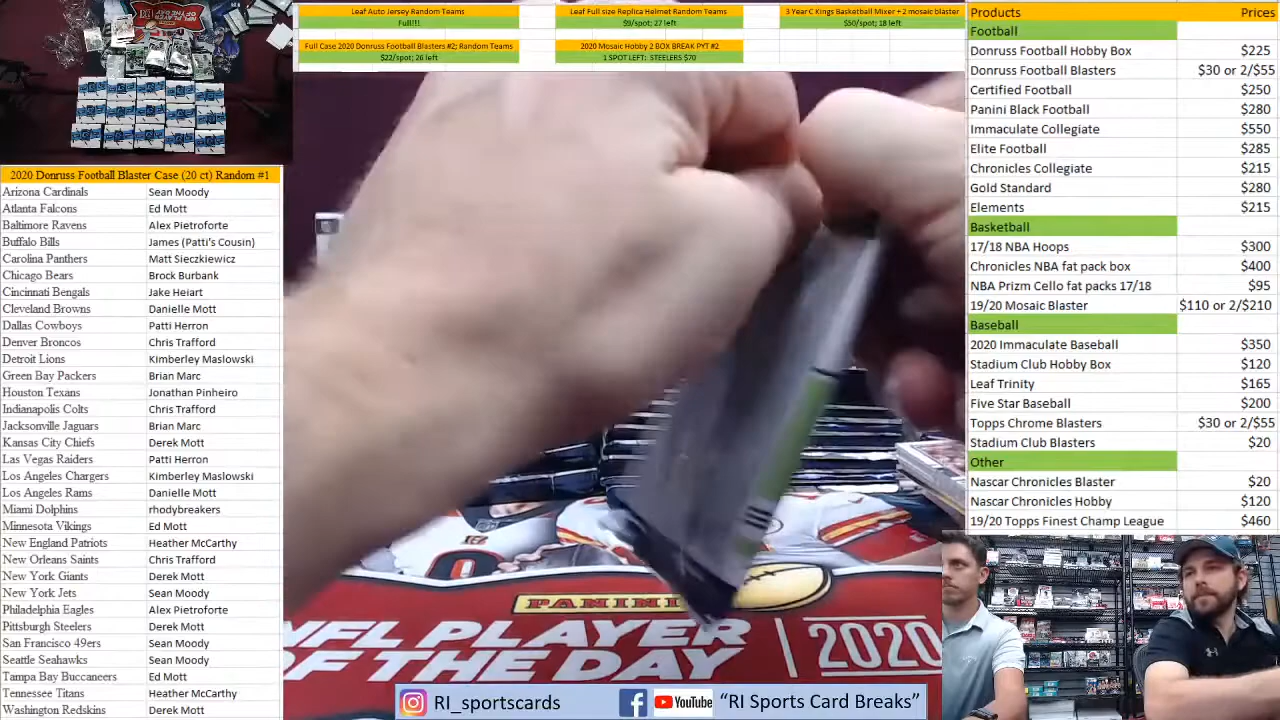 Leaf Auto Jersey Random Teams
Full!!!
Leaf Full size Replica Helmet Random Teams
$9/spot; 27 left
3 Year C Kings Basketball Mixer + 2 mosaic blaster
$50/spot; 18 left
Full Case 2020 Donruss Football Blasters #2; Random Teams
$22/spot; 26 left
2020 Mosaic Hobby 2 BOX BREAK PYT #2
1 SPOT LEFT: STEELERS $70
2020 Donruss Football Blaster Case (20 ct) Random #1
Arizona Cardinals Sean Moody
Atlanta Falcons Ed Mott
Baltimore Ravens Alex Pietroforte
Buffalo Bills James (Patti's Cousin)
Carolina Panthers Matt Sieczkiewicz
Chicago Bears Brock Burbank
Cincinnati Bengals Jake Heiart
Cleveland Browns Danielle Mott
Dallas Cowboys Patti Herron
Denver Broncos Chris Trafford
Detroit Lions Kimberley Maslowski
Green Bay Packers Brian Marc
Houston Texans Jonathan Pinheiro
Indianapolis Colts Chris Trafford
Jacksonville Jaguars Brian Marc
Kansas City Chiefs Derek Mott
Las Vegas Raiders Patti Herron
Los Angeles Chargers Kimberley Maslowski
Los Angeles Rams Danielle Mott
Miami Dolphins rhodybreakers
Minnesota Vikings Ed Mott
New England Patriots Heather McCarthy
New Orleans Saints Chris Trafford
New York Giants Derek Mott
New York Jets Sean Moody
Philadelphia Eagles Alex Pietroforte
Pittsburgh Steelers Derek Mott
San Francisco 49ers Sean Moody
Seattle Seahawks Sean Moody
Tampa Bay Buccaneers Ed Mott
Tennessee Titans Heather McCarthy
Washington Redskins Derek Mott
Products Prices
Football
Donruss Football Hobby Box $225
Donruss Football Blasters $30 or 2/$55
Certified Football $250
Panini Black Football $280
Immaculate Collegiate $550
Elite Football $285
Chronicles Collegiate $215
Gold Standard $280
Elements $215
Basketball
17/18 NBA Hoops $300
Chronicles NBA fat pack box $400
NBA Prizm Cello fat packs 17/18 $95
19/20 Mosaic Blaster $110 or 2/$210
Baseball
2020 Immaculate Baseball $350
Stadium Club Hobby Box $120
Leaf Trinity $165
Five Star Baseball $200
Topps Chrome Blasters $30 or 2/$55
Stadium Club Blasters $20
Other
Nascar Chronicles Blaster $20
Nascar Chronicles Hobby $120
19/20 Topps Finest Champ League $460
PANINI
NFL PLAYER
OF THE DAY 2020
RI_sportscards YouTube "RI Sports Card Breaks"